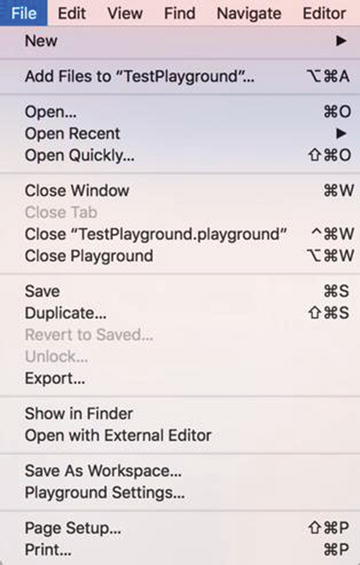 File Edit View Find Navigate Editor
New ▶
Add Files to “TestPlayground”... ⌥⌘A
Open... ⌘O
Open Recent ▶
Open Quickly... ⇧⌘O
Close Window ⌘W
Close Tab
Close “TestPlayground.playground” ^⌘W
Close Playground ⌥⌘W
Save ⌘S
Duplicate... ⇧⌘S
Revert to Saved...
Unlock...
Export...
Show in Finder
Open with External Editor
Save As Workspace...
Playground Settings...
Page Setup... ⇧⌘P
Print... ⌘P